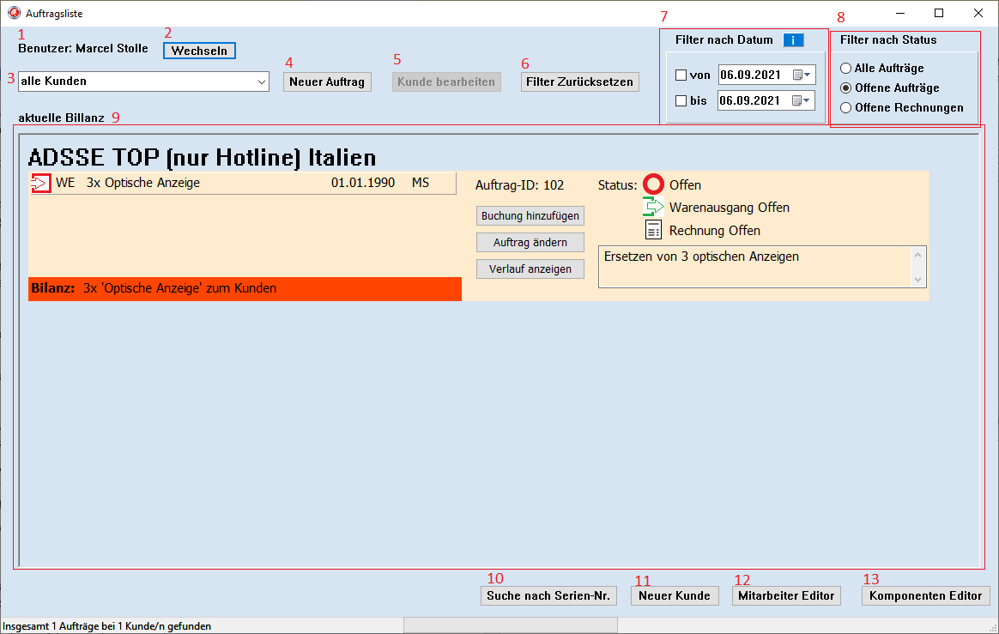 Auftragsliste
1
Benutzer: Marcel Stolle
2
Wechseln
3
alle Kunden
4
Neuer Auftrag
5
Kunde bearbeiten
6
Filter Zurücksetzen
7
Filter nach Datum
i
von
06.09.2021
bis
06.09.2021
8
Filter nach Status
Alle Aufträge
Offene Aufträge
Offene Rechnungen
aktuelle Billanz
9
ADSSE TOP (nur Hotline) Italien
WE 3x Optische Anzeige 01.01.1990 MS
Auftrag-ID: 102
Buchung hinzufügen
Auftrag ändern
Verlauf anzeigen
Status: Offen
Warenausgang Offen
Rechnung Offen
Ersetzen von 3 optischen Anzeigen
Bilanz: 3x 'Optische Anzeige' zum Kunden
10
Suche nach Serien-Nr.
11
Neuer Kunde
12
Mitarbeiter Editor
13
Komponenten Editor
Insgesamt 1 Aufträge bei 1 Kunde/n gefunden